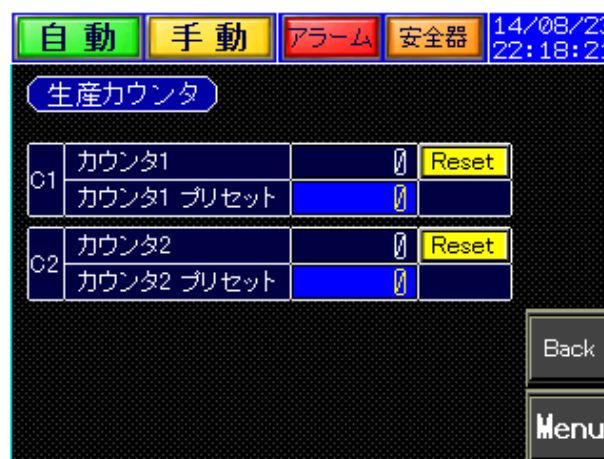 自動 手動 アラーム 安全器 14/08/23
22:18:2
生産カウンタ
C1 カウンタ1 0 Reset
カウンタ1 プリセット 0
C2 カウンタ2 0 Reset
カウンタ2 プリセット 0
Back
Menu